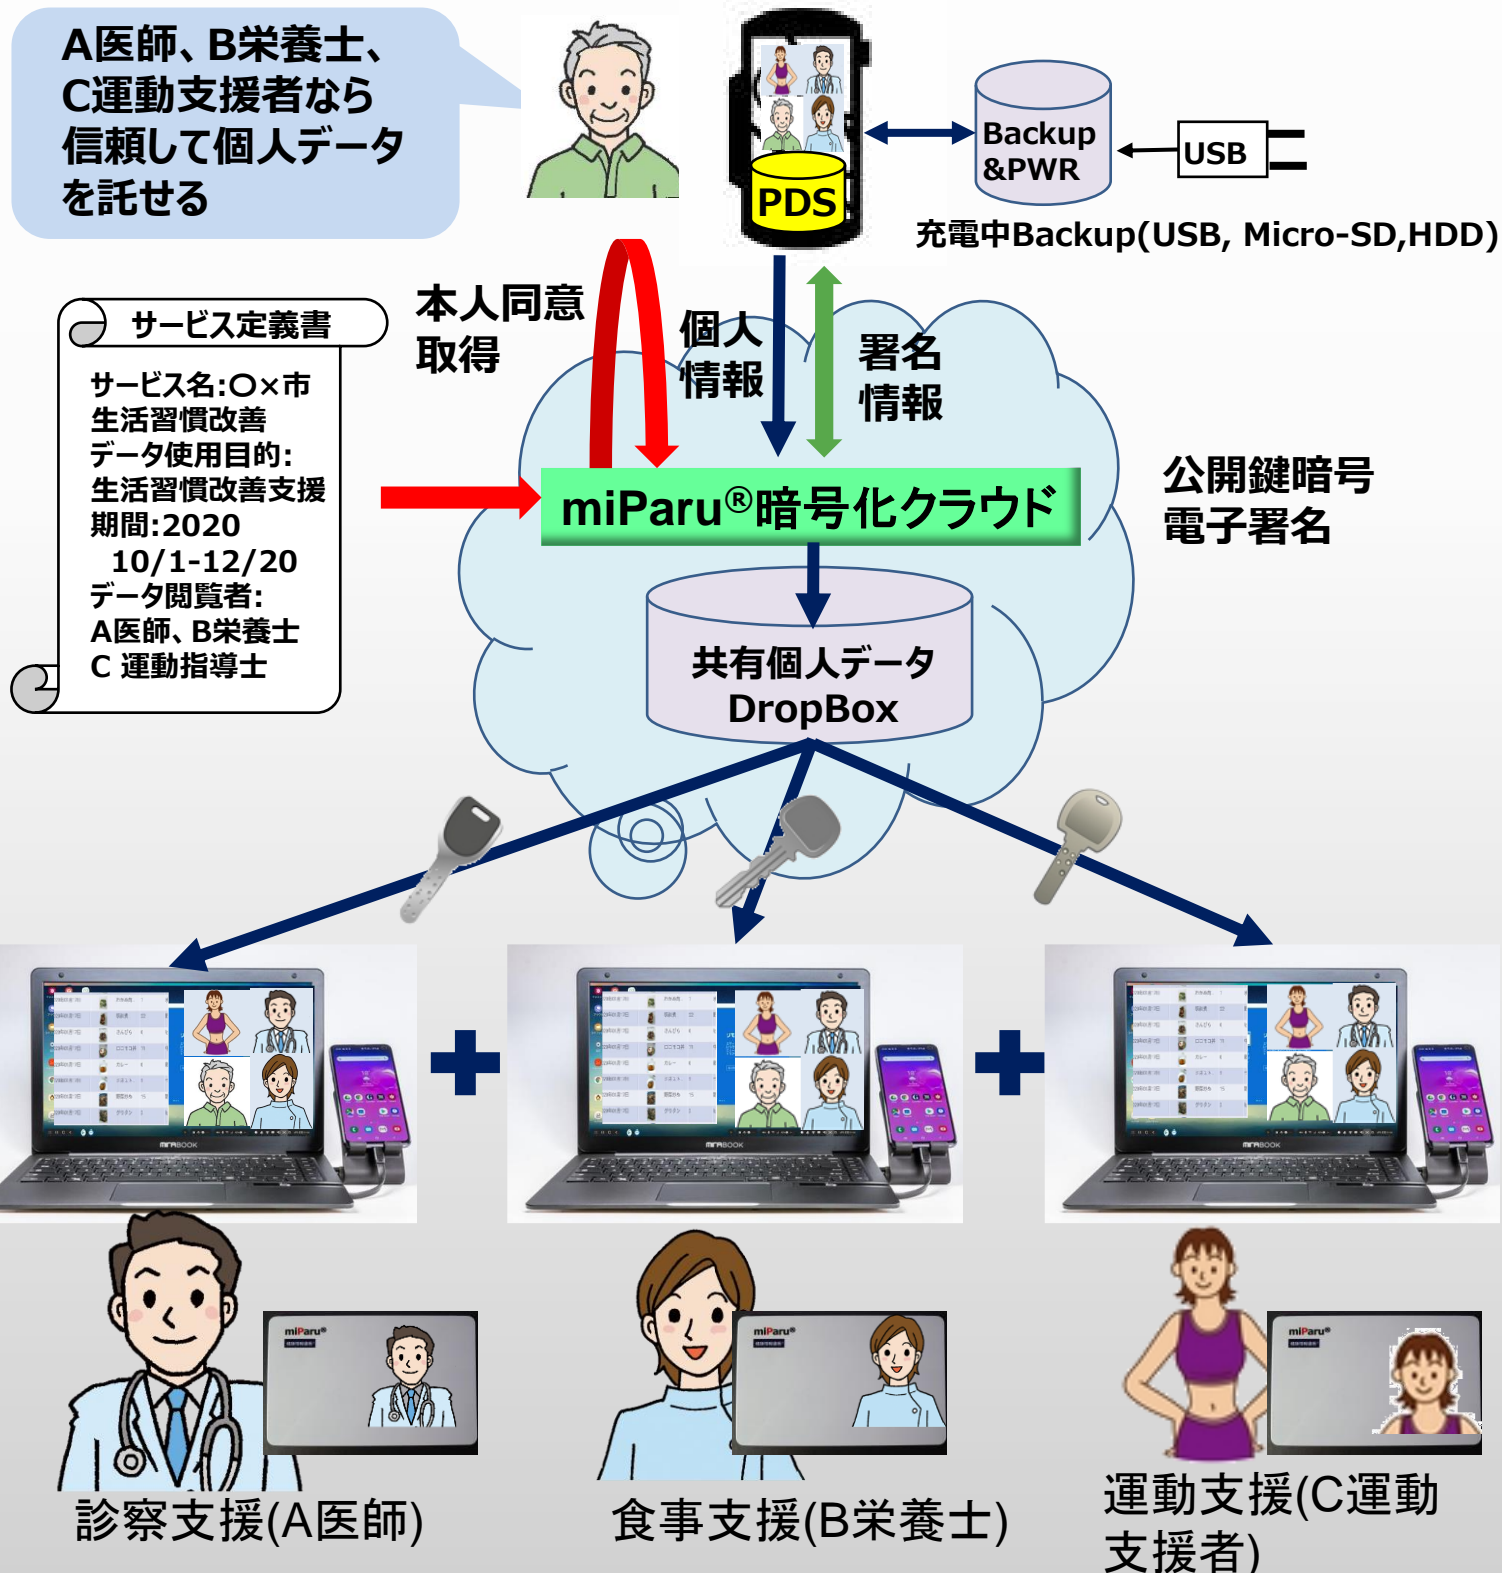 A医師、B栄養士、
C運動支援者なら
信頼して個人データ
を託せる
PDS
Backup
&PWR
USB
充電中Backup(USB, Micro-SD,HDD)
サービス定義書
サービス名:〇×市
生活習慣改善
データ使用目的:
生活習慣改善支援
期間:2020
10/1-12/20
データ閲覧者:
A医師、B栄養士
C 運動指導士
本人同意
取得
個人
情報
署名
情報
miParu®暗号化クラウド
公開鍵暗号
電子署名
共有個人データ
DropBox
MIRABOOK
MIRABOOK
MIRABOOK
miParu®
miParu®
miParu®
診察支援(A医師)
食事支援(B栄養士)
運動支援(C運動
支援者)